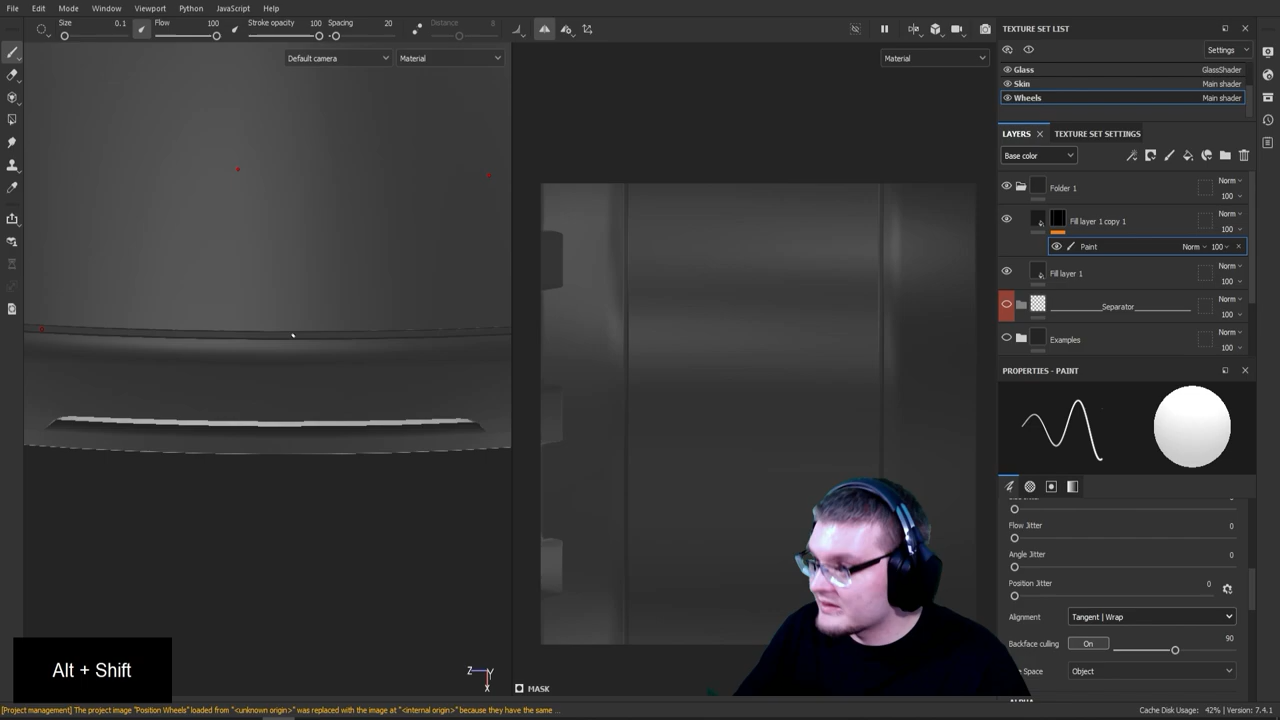 File Edit Mode Window Viewport Python JavaScript Help
Size 0.1 Flow 100 Stroke opacity 100 Spacing 20 Distance 8
Default camera Material Material
TEXTURE SET LIST
Settings
Glass GlassShader
Skin Main shader
Wheels Main shader
LAYERS TEXTURE SET SETTINGS
Base color
Folder 1 Norm 100
Fill layer 1 copy 1 Norm 100
Paint Norm 100
Fill layer 1 Norm 100
Separator Norm 100
Examples Norm 100
PROPERTIES - PAINT
Flow Jitter 0
Angle Jitter 0
Position Jitter 0
Alignment Tangent | Wrap
Backface culling On 90
Space Object
Alt + Shift
Z Y
X
MASK
[Project management] The project image "Position Wheels" loaded from "<unknown origin>" was replaced with the image at "<internal origin>" because they have the same ...
Cache Disk Usage: 42% | Version: 7.4.1